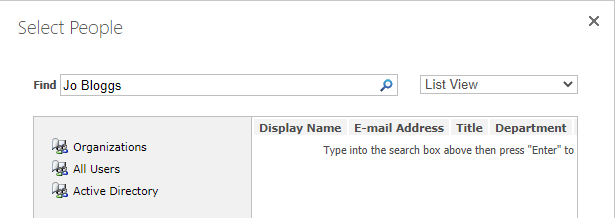 Select People
Find Jo Bloggs List View
Display Name E-mail Address Title Department
Type into the search box above then press "Enter" to
Organizations
All Users
Active Directory